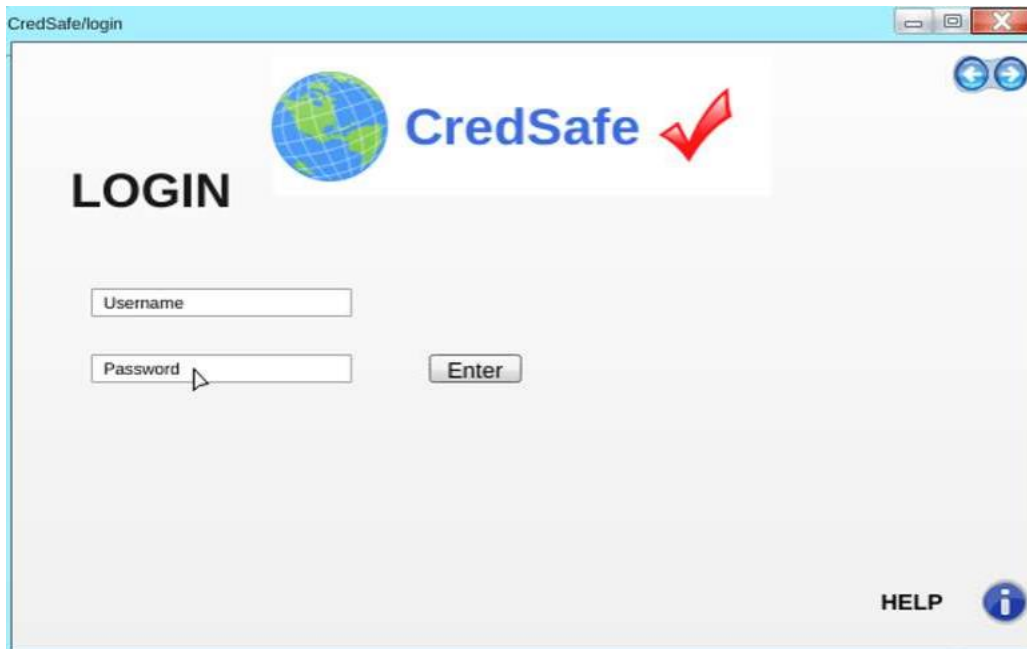 CredSafe/login
CredSafe
LOGIN
Username
Password
Enter
HELP
i